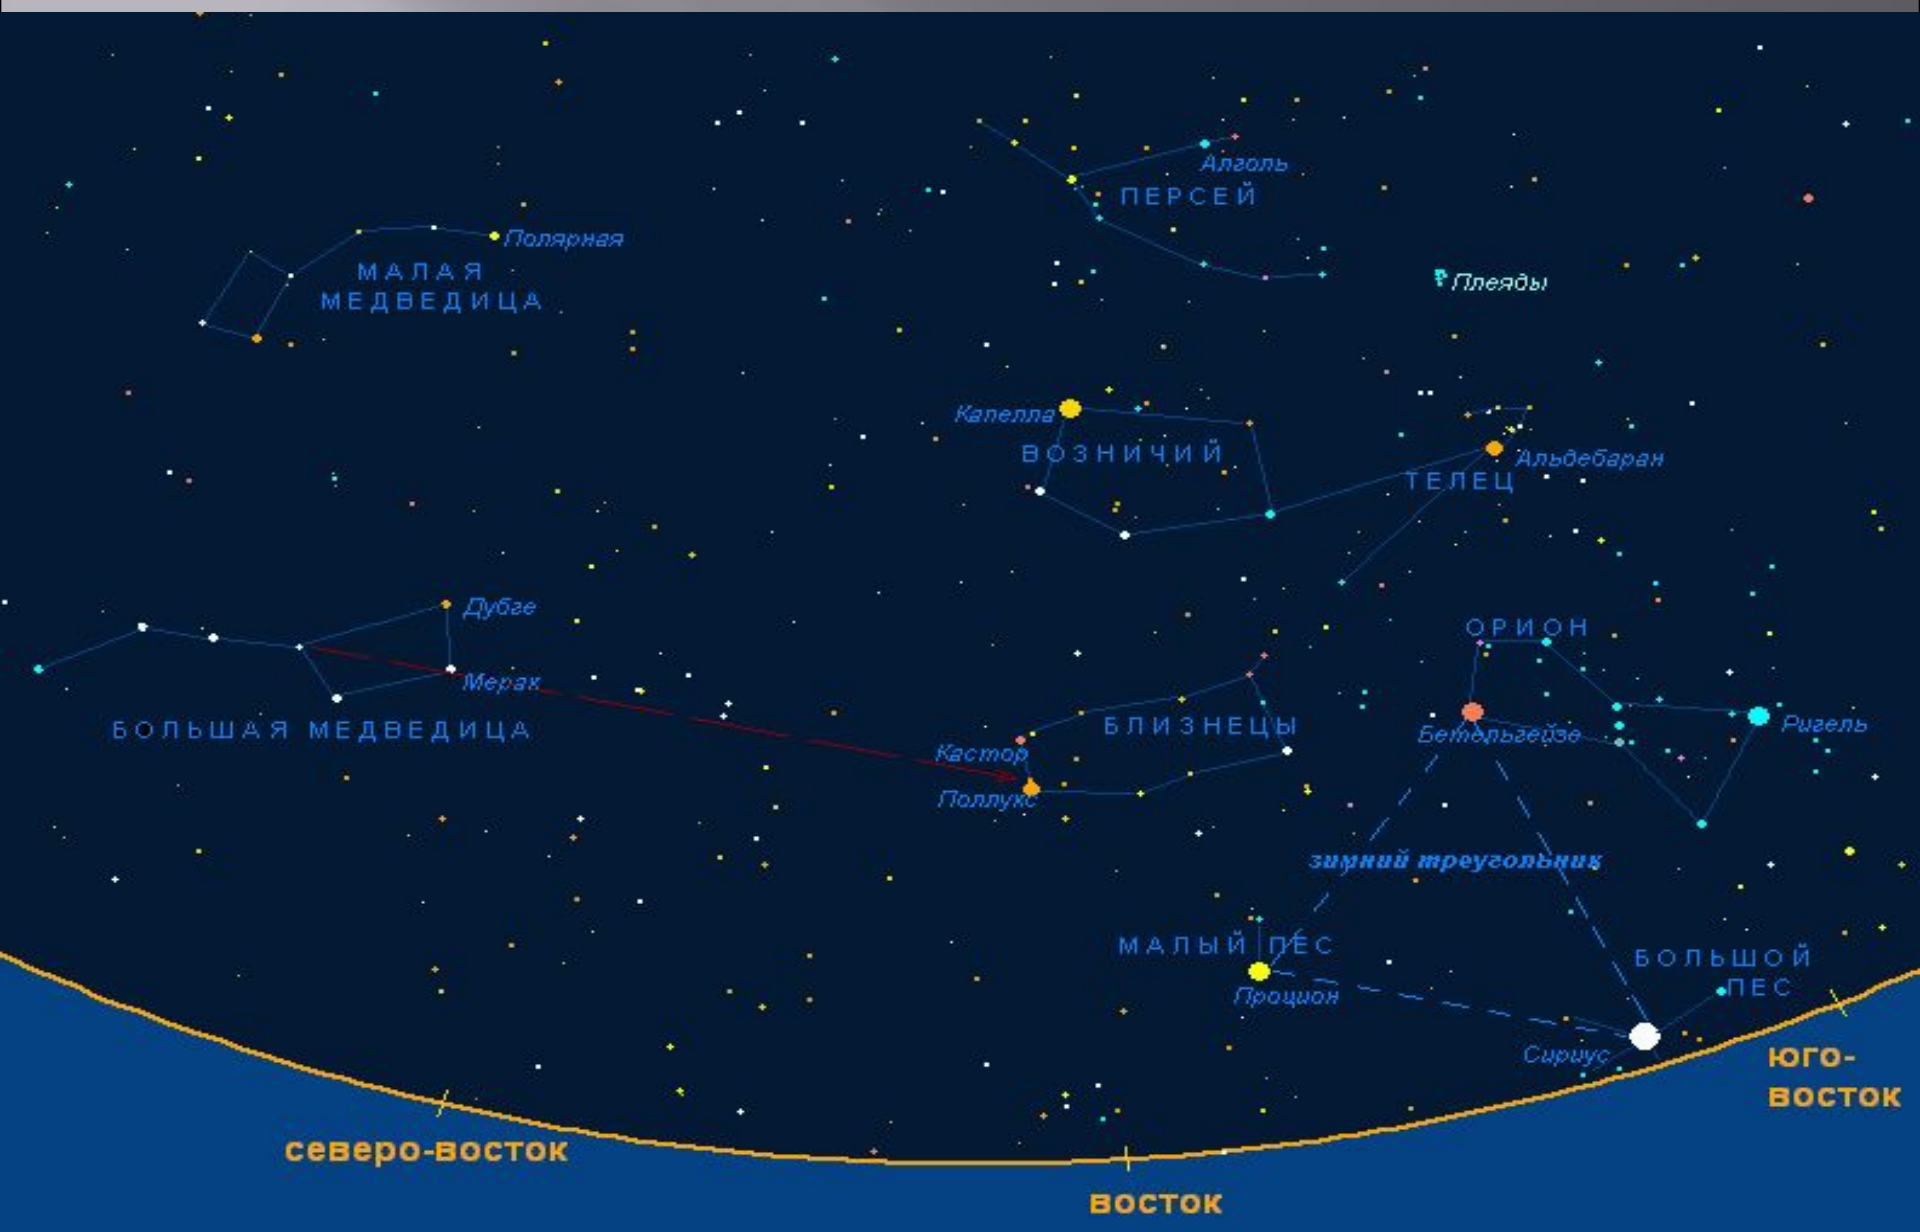 Алголь
ПЕРСЕЙ
Полярная
МАЛАЯ
МЕДВЕДИЦА
Плеяды
Капелла
ВОЗНИЧИЙ
Альдебаран
ТЕЛЕЦ
Дубге
ОРИОН
Мерак
БОЛЬШАЯ МЕДВЕДИЦА
БЛИЗНЕЦЫ
Ригель
Бетельгейзе
Кастор
Поллукс
зимний треугольник
МАЛЫЙ ПЕС
БОЛЬШОЙ
ПЕС
Процион
Сириус
юго-
восток
северо-восток
восток